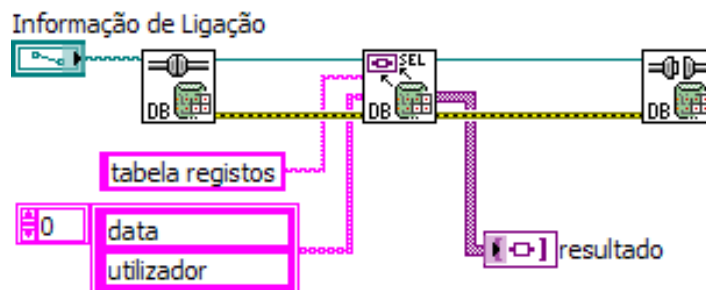 Informação de Ligação
DB
SEL
DB
DB
tabela registos
0
data
utilizador
resultado